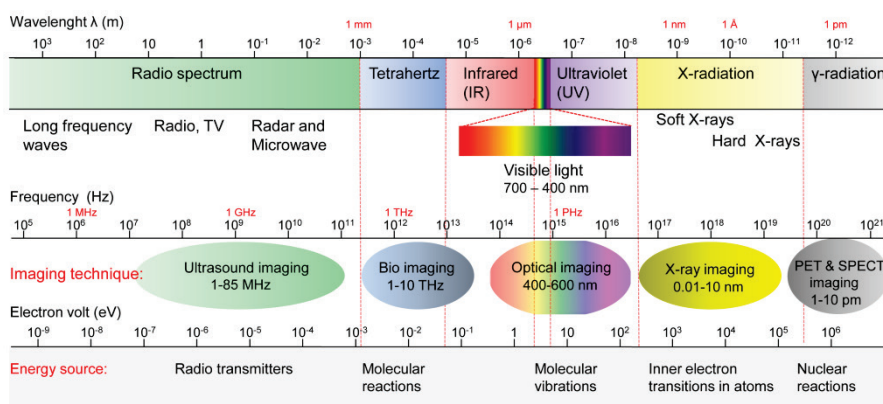 Wavelenght λ (m)
1 mm 1 μm 1 nm 1 Å 1 pm
10³ 10² 10 1 10⁻¹ 10⁻² 10⁻³ 10⁻⁴ 10⁻⁵ 10⁻⁶ 10⁻⁷ 10⁻⁸ 10⁻⁹ 10⁻¹⁰ 10⁻¹¹ 10⁻¹²
Radio spectrum Tetrahertz Infrared (IR) Ultraviolet (UV) X-radiation γ-radiation
Long frequency waves
Radio, TV
Radar and Microwave
Soft X-rays
Hard X-rays
Visible light
700 – 400 nm
Frequency (Hz)
1 MHz 1 GHz 1 THz 1 PHz
10⁵ 10⁶ 10⁷ 10⁸ 10⁹ 10¹⁰ 10¹¹ 10¹² 10¹³ 10¹⁴ 10¹⁵ 10¹⁶ 10¹⁷ 10¹⁸ 10¹⁹ 10²⁰ 10²¹
Imaging technique:
Ultrasound imaging
1-85 MHz
Bio imaging
1-10 THz
Optical imaging
400-600 nm
X-ray imaging
0.01-10 nm
PET & SPECT
imaging
1-10 pm
Electron volt (eV)
10⁻⁹ 10⁻⁸ 10⁻⁷ 10⁻⁶ 10⁻⁵ 10⁻⁴ 10⁻³ 10⁻² 10⁻¹ 1 10 10² 10³ 10⁴ 10⁵ 10⁶
Energy source:
Radio transmitters
Molecular
reactions
Molecular
vibrations
Inner electron
transitions in atoms
Nuclear
reactions